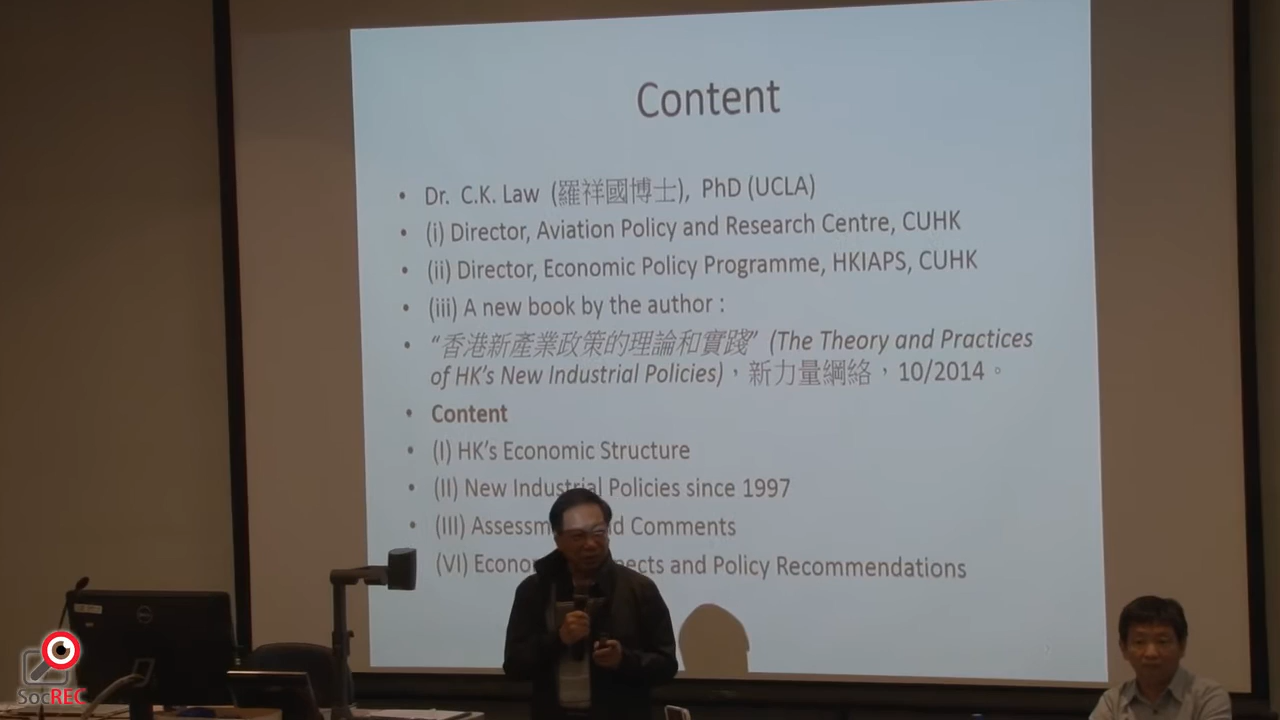 Content
• Dr. C.K. Law (羅祥國博士), PhD (UCLA)
• (i) Director, Aviation Policy and Research Centre, CUHK
• (ii) Director, Economic Policy Programme, HKIAPS, CUHK
• (iii) A new book by the author :
• “香港新產業政策的理論和實踐” (The Theory and Practices
of HK’s New Industrial Policies)，新力量網絡，10/2014。
• Content
• (I) HK’s Economic Structure
• (II) New Industrial Policies since 1997
• (III) Comments
(VI) and Policy Recommendations
DELL
SocREC